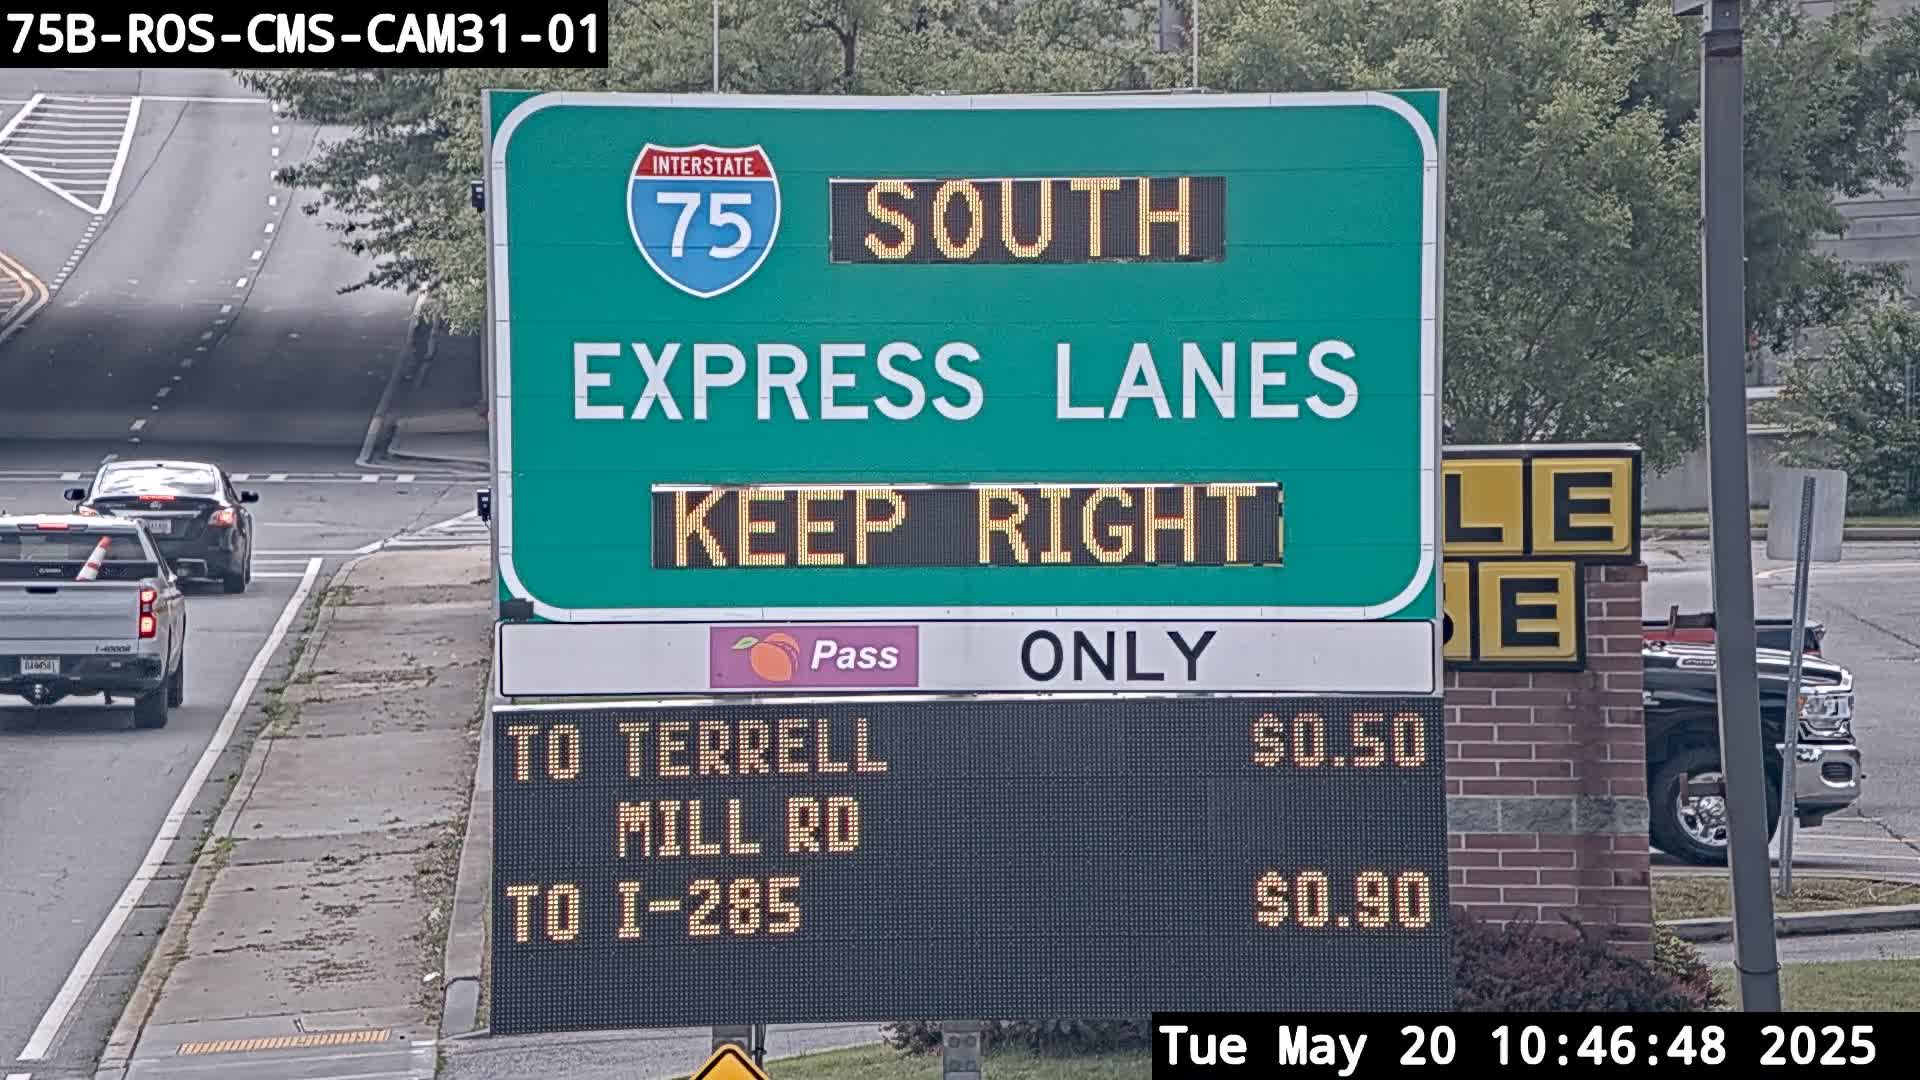 75B-ROS-CMS-CAM31-01
INTERSTATE
75
SOUTH
EXPRESS LANES
KEEP RIGHT
LE
E
Pass ONLY
TO TERRELL $0.50
MILL RD
TO I-285 $0.90
Tue May 20 10:46:48 2025